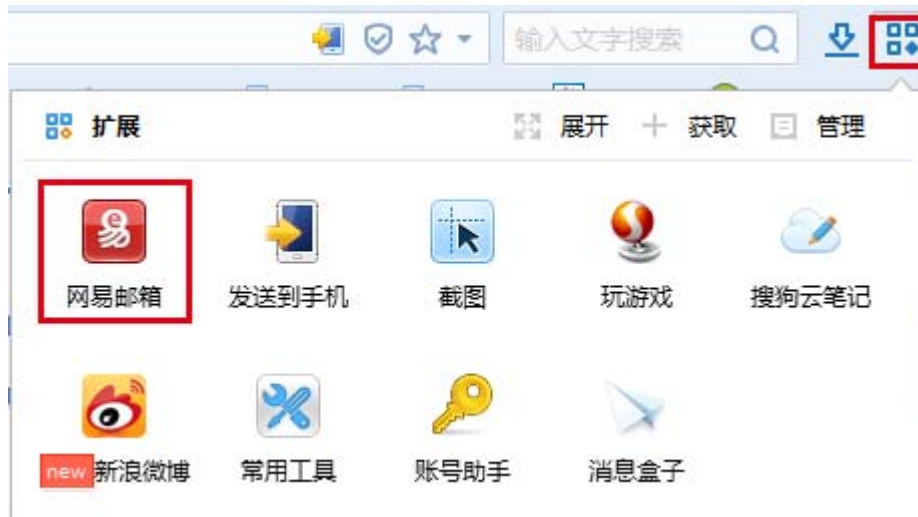 输入文字搜索
扩展 展开 获取 管理
网易邮箱 发送到手机 截图 玩游戏 搜狗云笔记
new 新浪微博 常用工具 账号助手 消息盒子